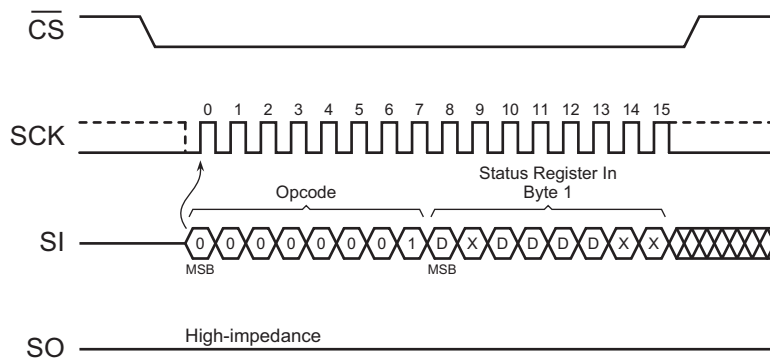 CS
SCK
0 1 2 3 4 5 6 7 8 9 10 11 12 13 14 15
Opcode
Status Register In
Byte 1
SI
0 0 0 0 0 0 0 1 D X D D D D X X
MSB MSB
SO
High-impedance